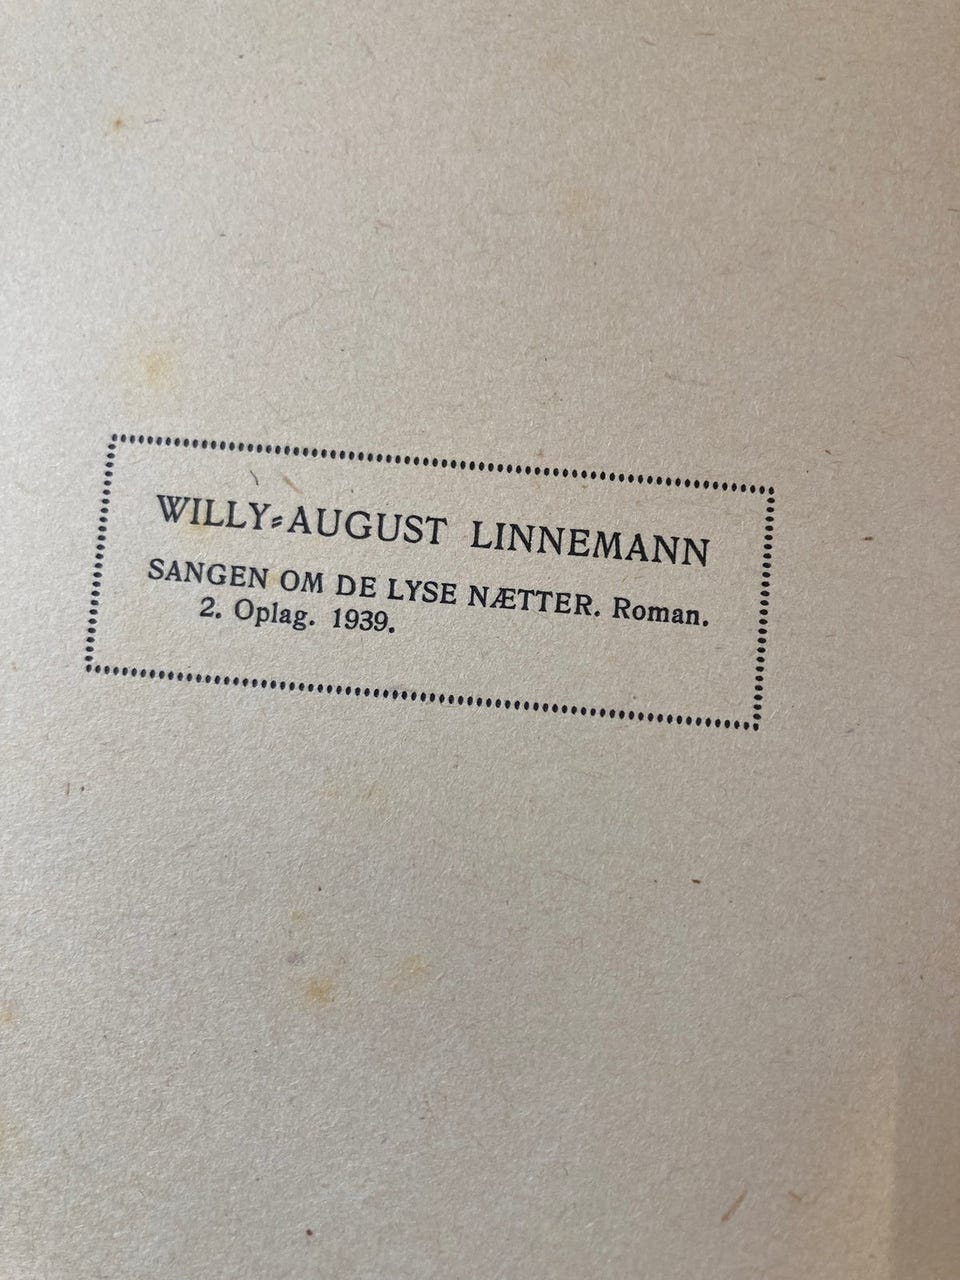 WILLY-AUGUST LINNEMANN
SANGEN OM DE LYSE NÆTTER. Roman.
2. Oplag. 1939.